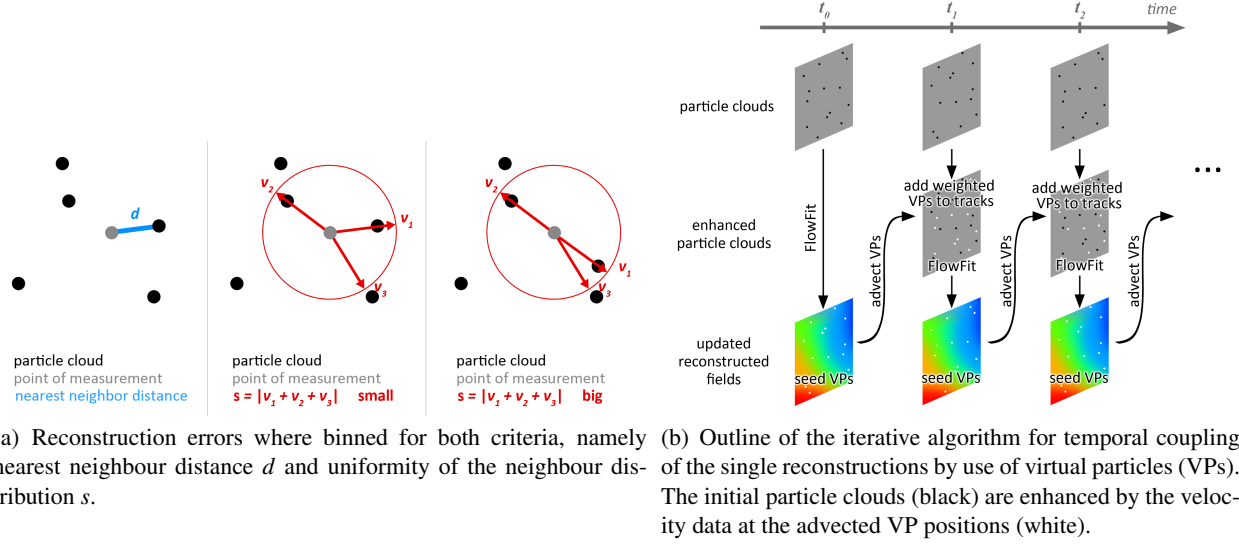 d
particle cloud
point of measurement
nearest neighbor distance
v2
v1
v3
particle cloud
point of measurement
s = |v1 + v2 + v3| small
v2
v1
v3
particle cloud
point of measurement
s = |v1 + v2 + v3| big
a) Reconstruction errors where binned for both criteria, namely
nearest neighbour distance d and uniformity of the neighbour dis-
tribution s.
t0
t1
t2
time
particle clouds
enhanced
particle clouds
updated
reconstructed
fields
FlowFit
seed VPs
advect VPs
add weighted
VPs to tracks
FlowFit
seed VPs
advect VPs
add weighted
VPs to tracks
FlowFit
seed VPs
advect VPs
...
(b) Outline of the iterative algorithm for temporal coupling
of the single reconstructions by use of virtual particles (VPs).
The initial particle clouds (black) are enhanced by the veloc-
ity data at the advected VP positions (white).